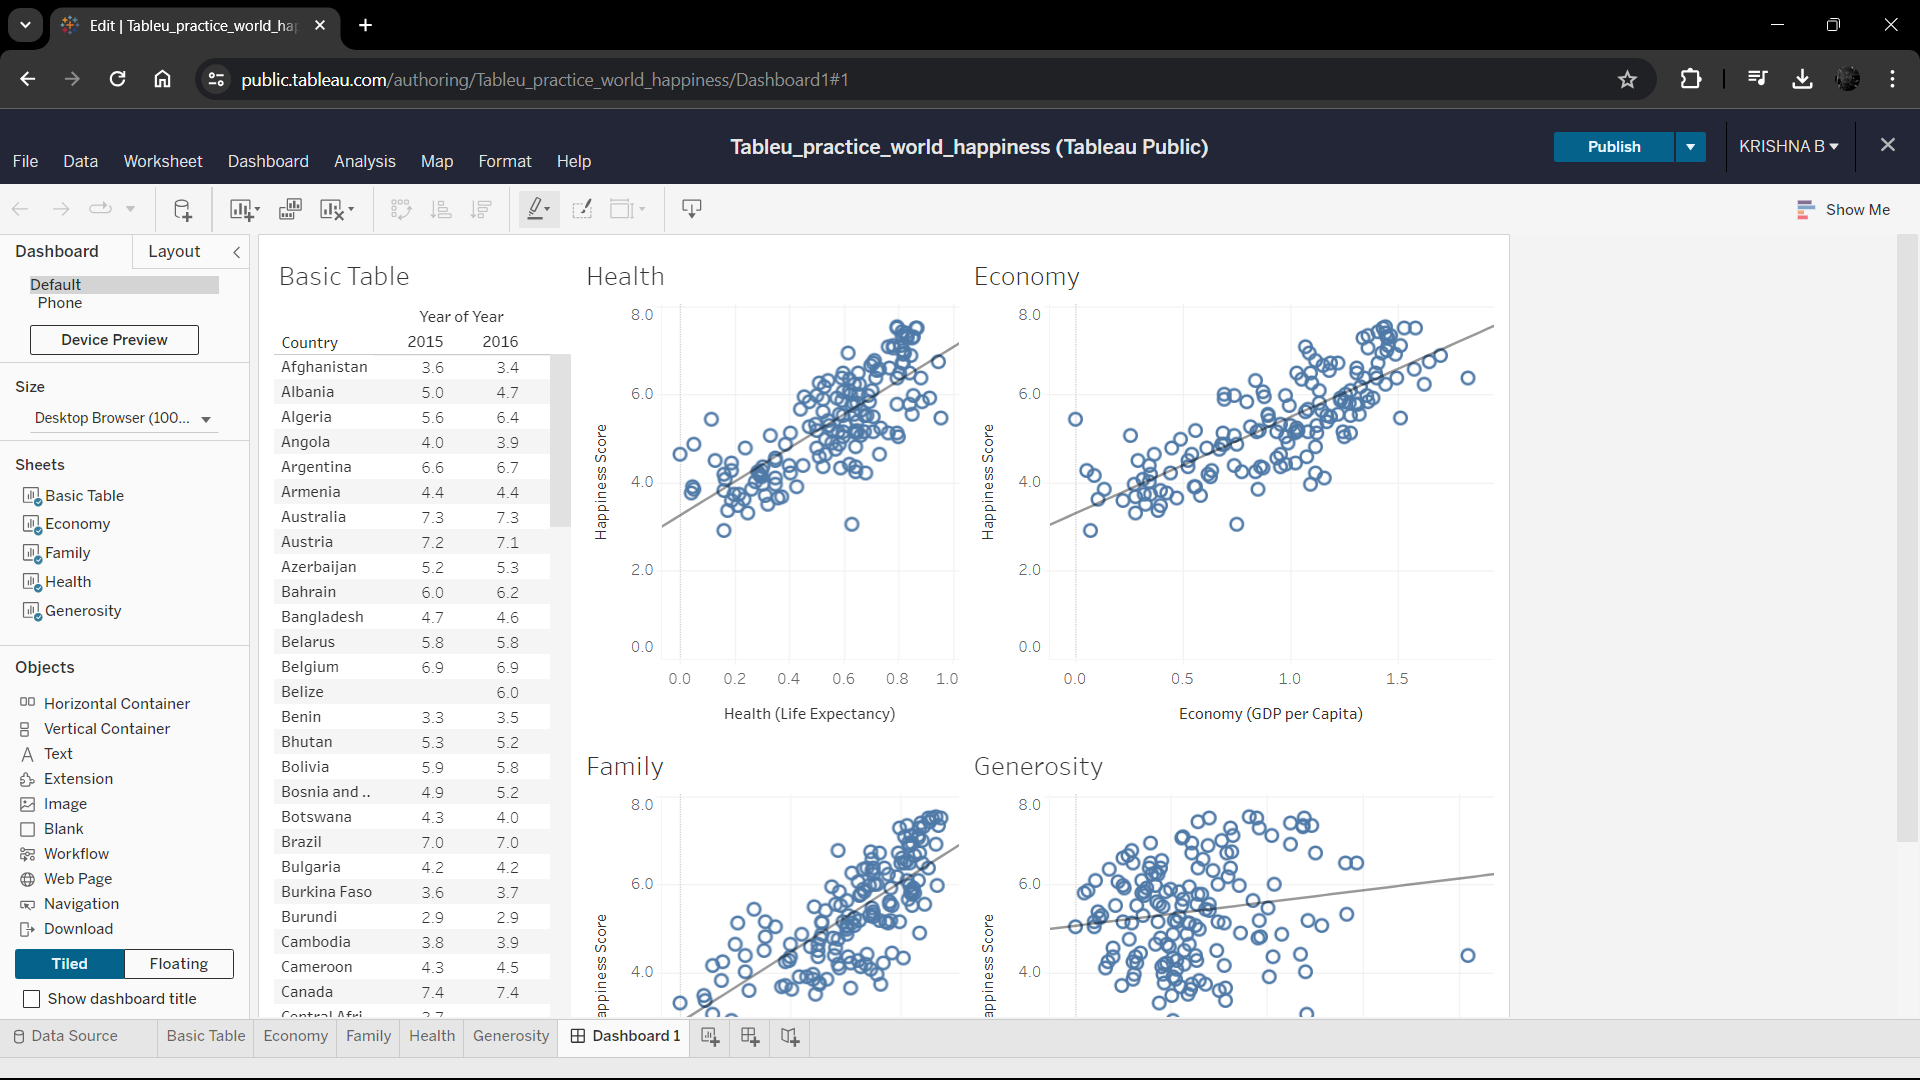 Edit | Tableu_practice_world_hap
public.tableau.com/authoring/Tableu_practice_world_happiness/Dashboard1#1
File Data Worksheet Dashboard Analysis Map Format Help
Tableu_practice_world_happiness (Tableau Public)
Publish
KRISHNA B
Show Me
Dashboard Layout
Default
Phone
Device Preview
Size
Desktop Browser (100...
Sheets
Basic Table
Economy
Family
Health
Generosity
Objects
Horizontal Container
Vertical Container
Text
Extension
Image
Blank
Workflow
Web Page
Navigation
Download
Tiled Floating
Show dashboard title
Basic Table
Year of Year
Country 2015 2016
Afghanistan 3.6 3.4
Albania 5.0 4.7
Algeria 5.6 6.4
Angola 4.0 3.9
Argentina 6.6 6.7
Armenia 4.4 4.4
Australia 7.3 7.3
Austria 7.2 7.1
Azerbaijan 5.2 5.3
Bahrain 6.0 6.2
Bangladesh 4.7 4.6
Belarus 5.8 5.8
Belgium 6.9 6.9
Belize 6.0
Benin 3.3 3.5
Bhutan 5.3 5.2
Bolivia 5.9 5.8
Bosnia and .. 4.9 5.2
Botswana 4.3 4.0
Brazil 7.0 7.0
Bulgaria 4.2 4.2
Burkina Faso 3.6 3.7
Burundi 2.9 2.9
Cambodia 3.8 3.9
Cameroon 4.3 4.5
Canada 7.4 7.4
Health
Happiness Score
8.0
6.0
4.0
2.0
0.0
0.0 0.2 0.4 0.6 0.8 1.0
Health (Life Expectancy)
Economy
Happiness Score
8.0
6.0
4.0
2.0
0.0
0.0 0.5 1.0 1.5
Economy (GDP per Capita)
Family
appiness Score
8.0
6.0
4.0
Generosity
appiness Score
8.0
6.0
4.0
Data Source Basic Table Economy Family Health Generosity Dashboard 1